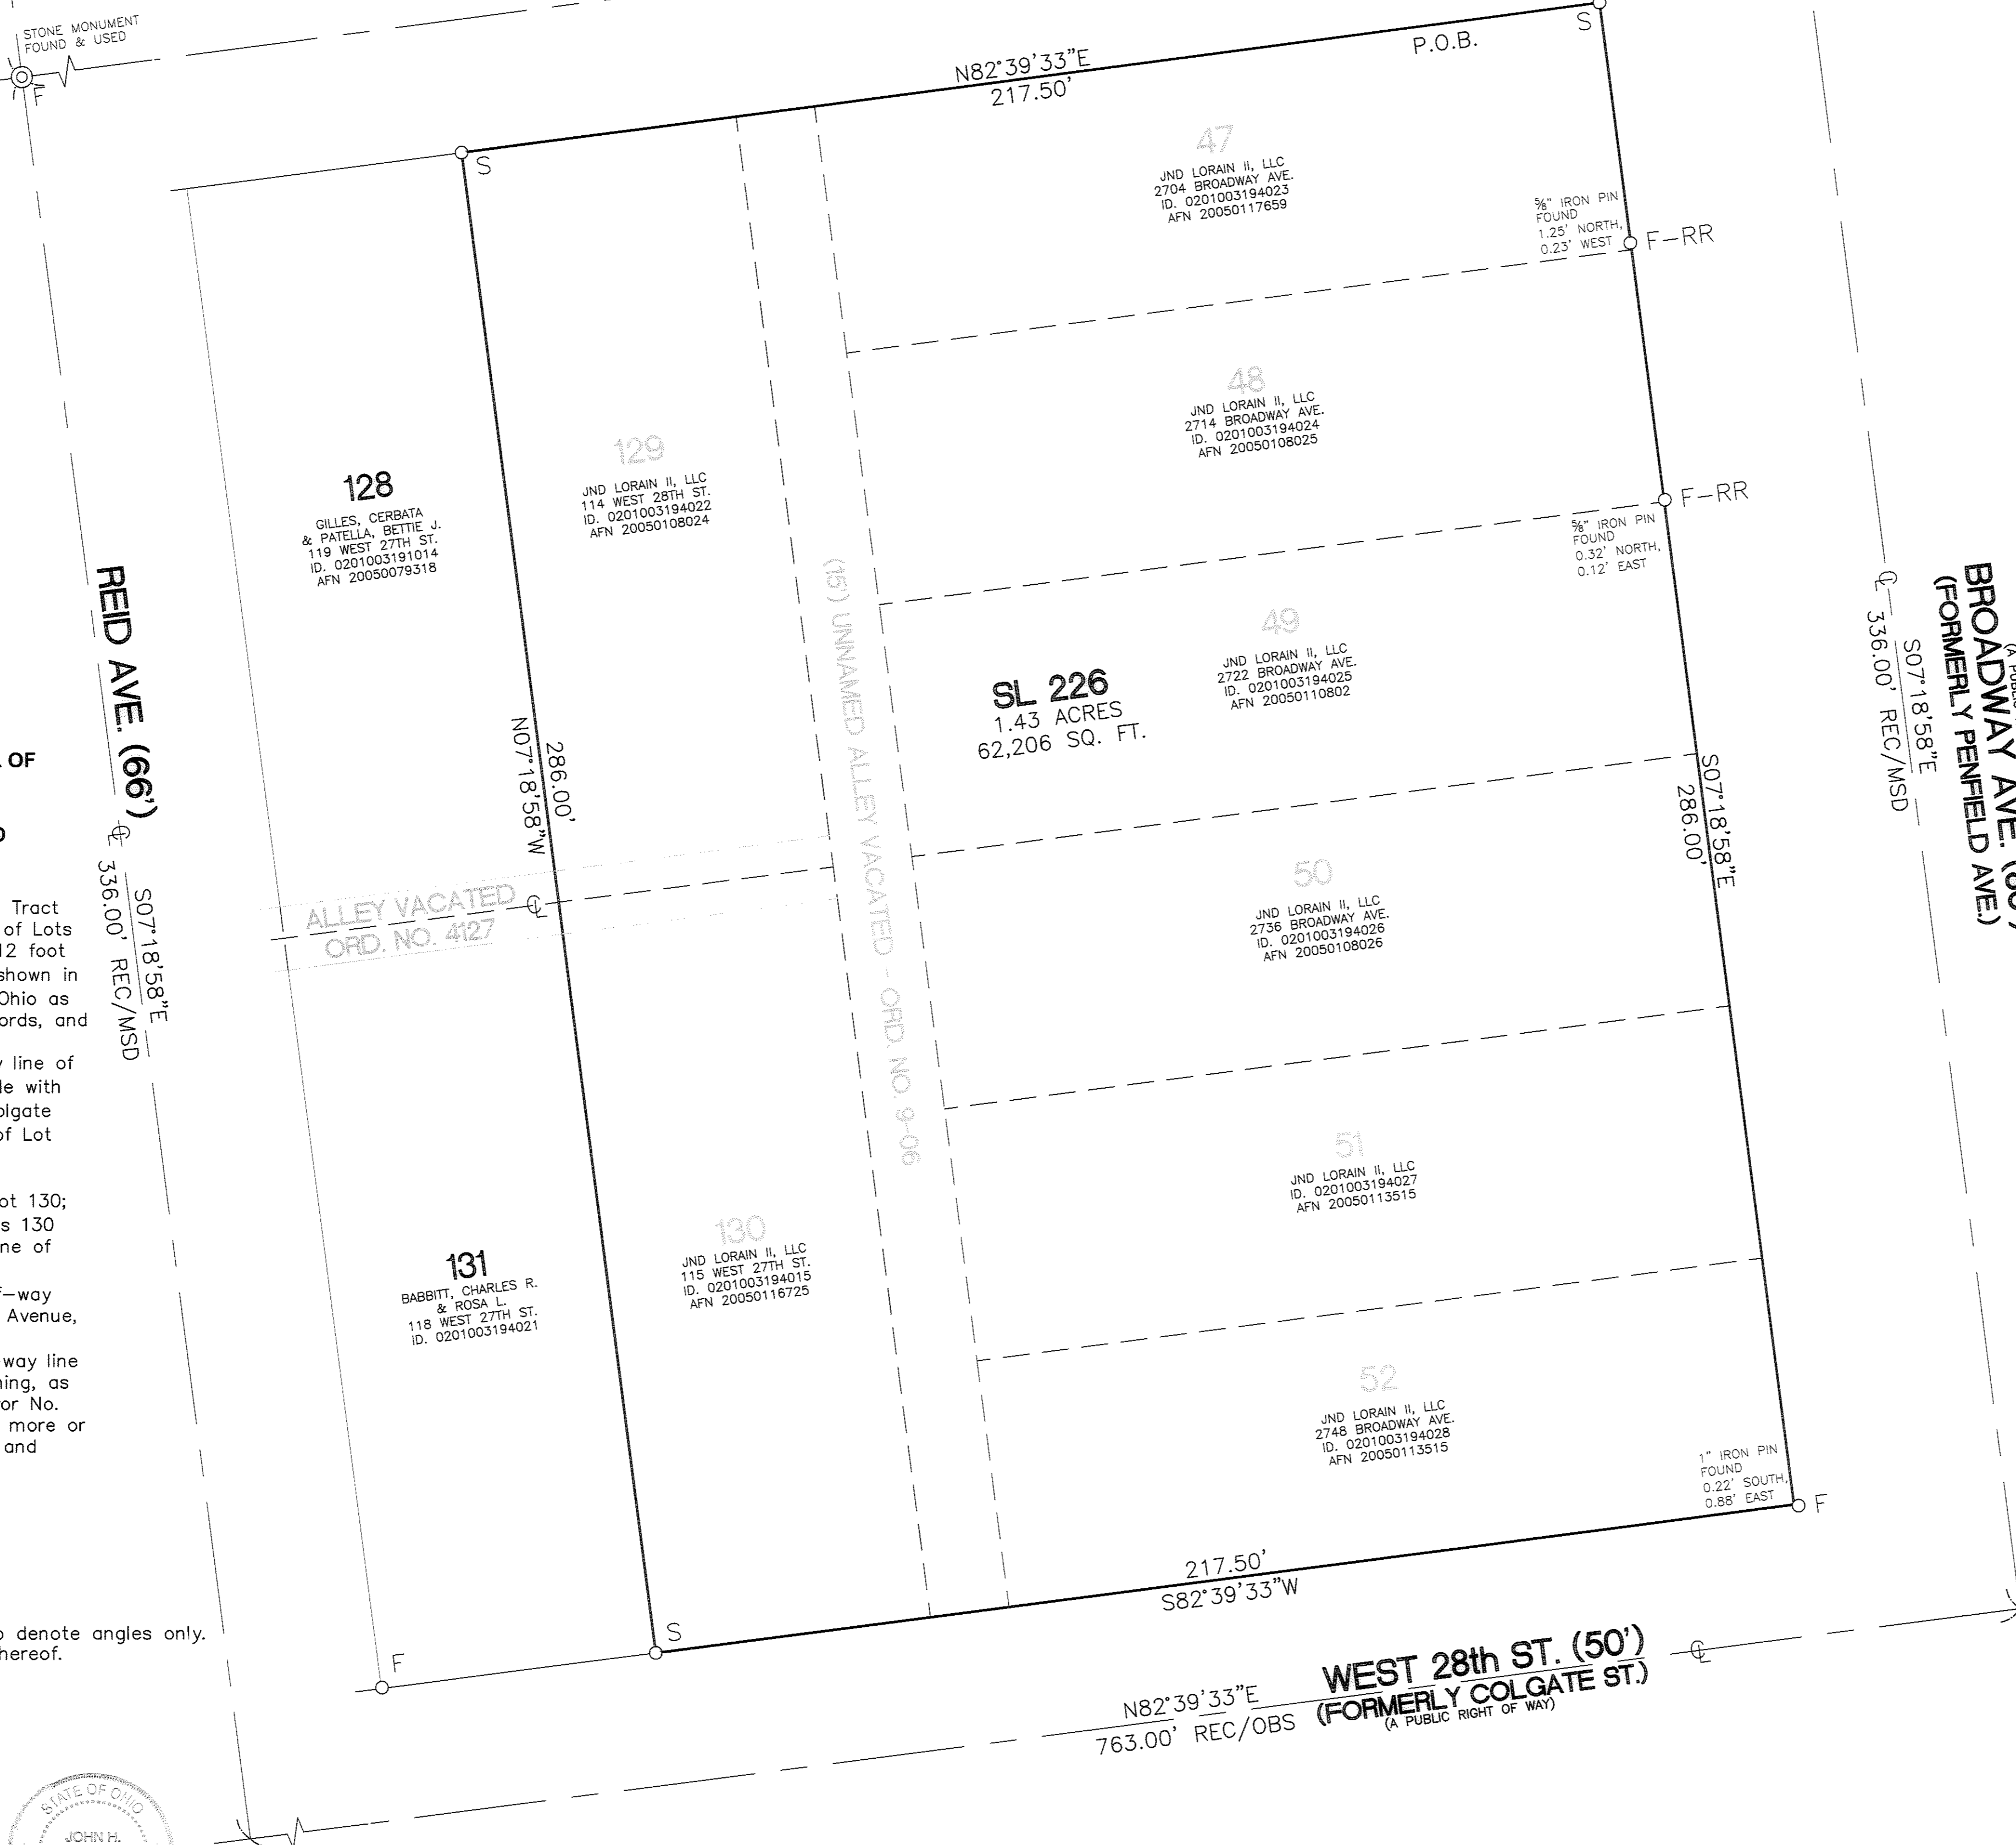 STONE MONUMENT
FOUND & USED
F
N82°39'33"E
217.50'
P.O.B.
S
S
47
JND LORAIN II, LLC
2704 BROADWAY AVE.
ID. 0201003194023
AFN 20050117659
⅝" IRON PIN
FOUND
1.25' NORTH,
0.23' WEST
F-RR
48
JND LORAIN II, LLC
2714 BROADWAY AVE.
ID. 0201003194024
AFN 20050108025
129
JND LORAIN II, LLC
114 WEST 28TH ST.
ID. 0201003194022
AFN 20050108024
128
GILLES, CERBATA
& PATELLA, BETTIE J.
119 WEST 27TH ST.
ID. 0201003191014
AFN 20050079318
F-RR
⅝" IRON PIN
FOUND
0.32' NORTH,
0.12' EAST
REID AVE. (66')
℄
S07°18'58"E
336.00' REC/MSD
(15') UNNAMED ALLEY VACATED - ORD. NO. 9-06
49
JND LORAIN II, LLC
2722 BROADWAY AVE.
ID. 0201003194025
AFN 20050110802
SL 226
1.43 ACRES
62,206 SQ. FT.
286.00'
N07°18'58"W
S07°18'58"E
286.00'
℄
S07°18'58"E
336.00' REC/MSD
BROADWAY AVE.
(FORMERLY PENFIELD AVE.)
ALLEY VACATED
ORD. NO. 4127
℄
50
JND LORAIN II, LLC
2736 BROADWAY AVE.
ID. 0201003194026
AFN 20050108026
51
JND LORAIN II, LLC
ID. 0201003194027
AFN 20050113515
130
JND LORAIN II, LLC
115 WEST 27TH ST.
ID. 0201003194015
AFN 20050116725
131
BABBITT, CHARLES R.
& ROSA L.
118 WEST 27TH ST.
ID. 0201003194021
52
JND LORAIN II, LLC
2748 BROADWAY AVE.
ID. 0201003194028
AFN 20050113515
1" IRON PIN
FOUND
0.22' SOUTH,
0.88' EAST
F
217.50'
S82°39'33"W
S
F
WEST 28th ST. (50')
(FORMERLY COLGATE ST.)
(A PUBLIC RIGHT OF WAY)
℄
N82°39'33"E
763.00' REC/OBS
OF
Tract
of Lots
12 foot
shown in
Ohio as
and
line of
with
of Lot
130;
130
of
Avenue,
way line
as
No.
more or
and
denote angles only.
STATE OF OHIO
JOHN H.